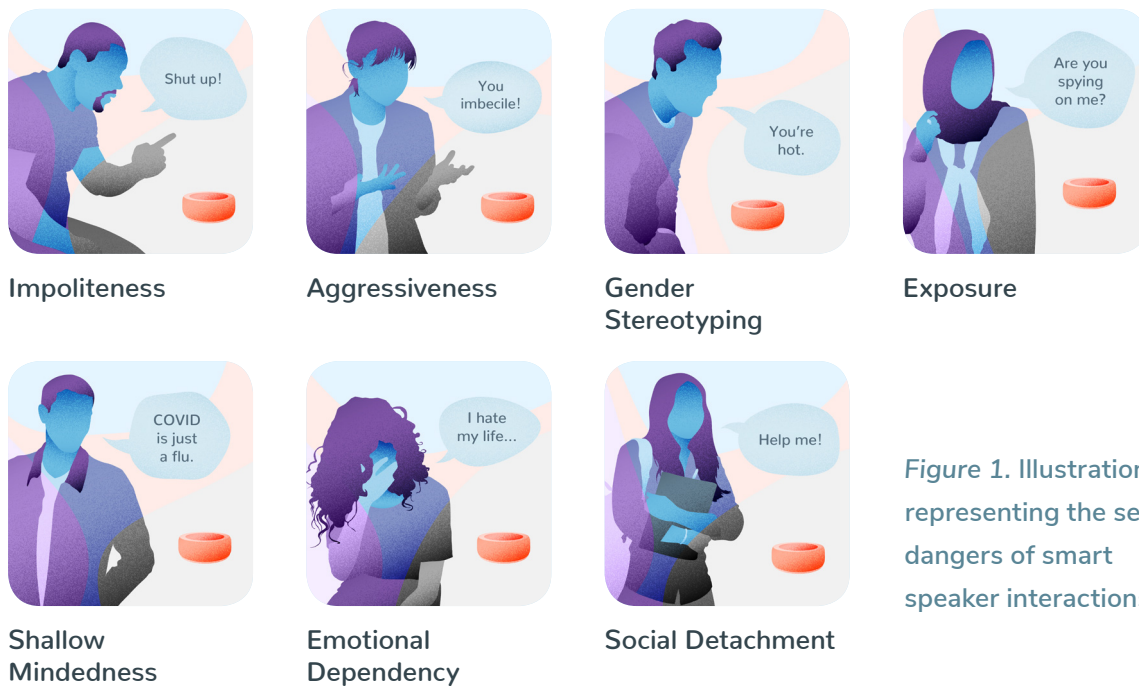 Shut up!
Impoliteness
You
imbecile!
Aggressiveness
You're
hot.
Gender
Stereotyping
Are you
spying
on me?
Exposure
COVID
is just
a flu.
Shallow
Mindedness
I hate
my life...
Emotional
Dependency
Help me!
Social Detachment
Figure 1. Illustration
representing the se
dangers of smart
speaker interaction